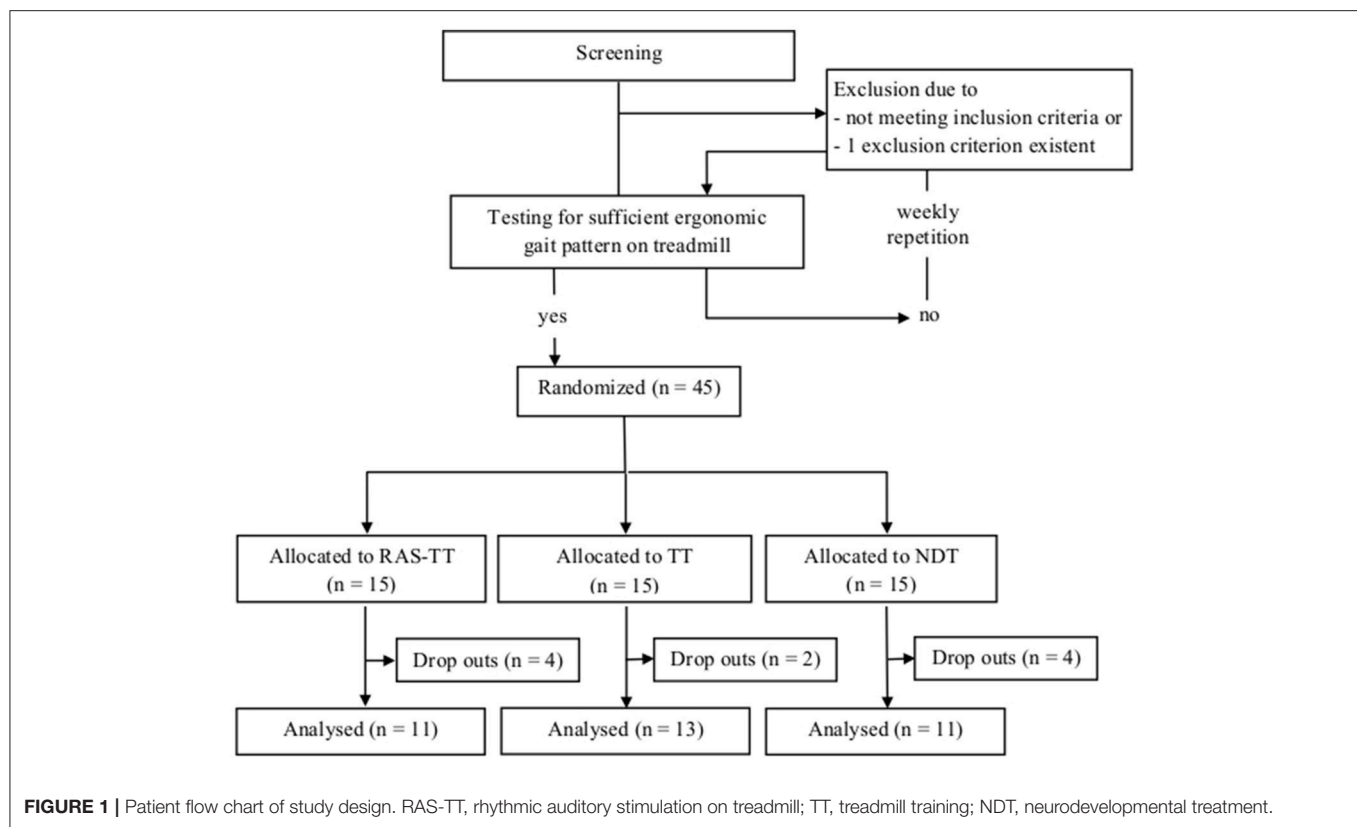 Screening
Exclusion due to
- not meeting inclusion criteria or
- 1 exclusion criterion existent
Testing for sufficient ergonomic
gait pattern on treadmill
weekly
repetition
yes
no
Randomized (n = 45)
Allocated to RAS-TT
(n = 15)
Allocated to TT
(n = 15)
Allocated to NDT
(n = 15)
Drop outs (n = 4)
Drop outs (n = 2)
Drop outs (n = 4)
Analysed (n = 11)
Analysed (n = 13)
Analysed (n = 11)
FIGURE 1 | Patient flow chart of study design. RAS-TT, rhythmic auditory stimulation on treadmill; TT, treadmill training; NDT, neurodevelopmental treatment.